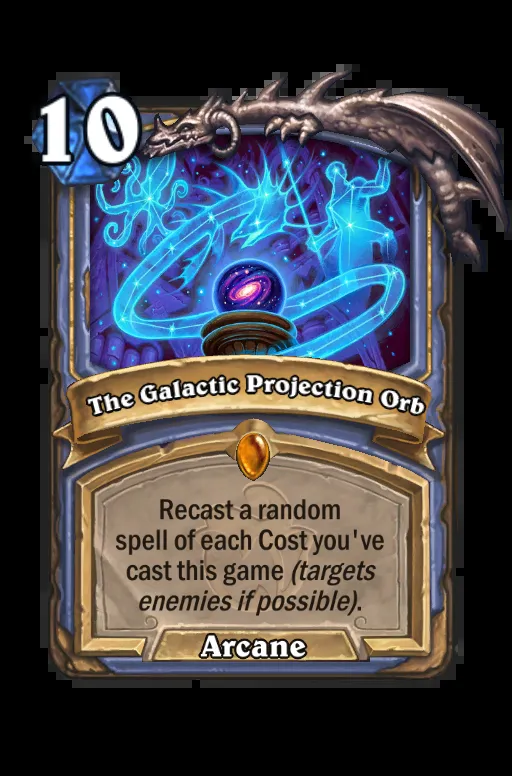 10
The Galactic Projection Orb
Recast a random
spell of each Cost you've
cast this game (targets
enemies if possible).
Arcane